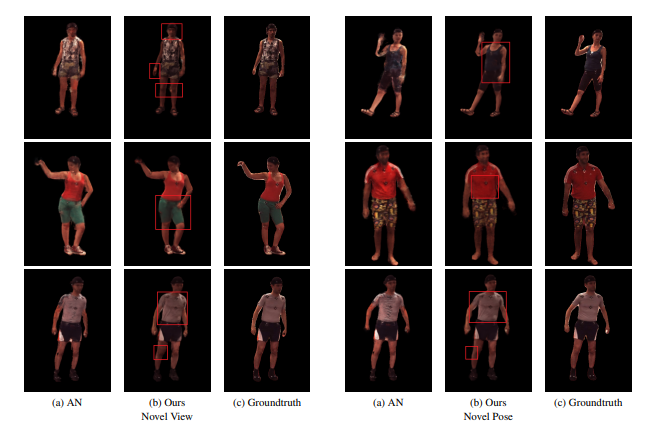 (a) AN
(b) Ours
(c) Groundtruth
Novel View
(a) AN
(b) Ours
(c) Groundtruth
Novel Pose